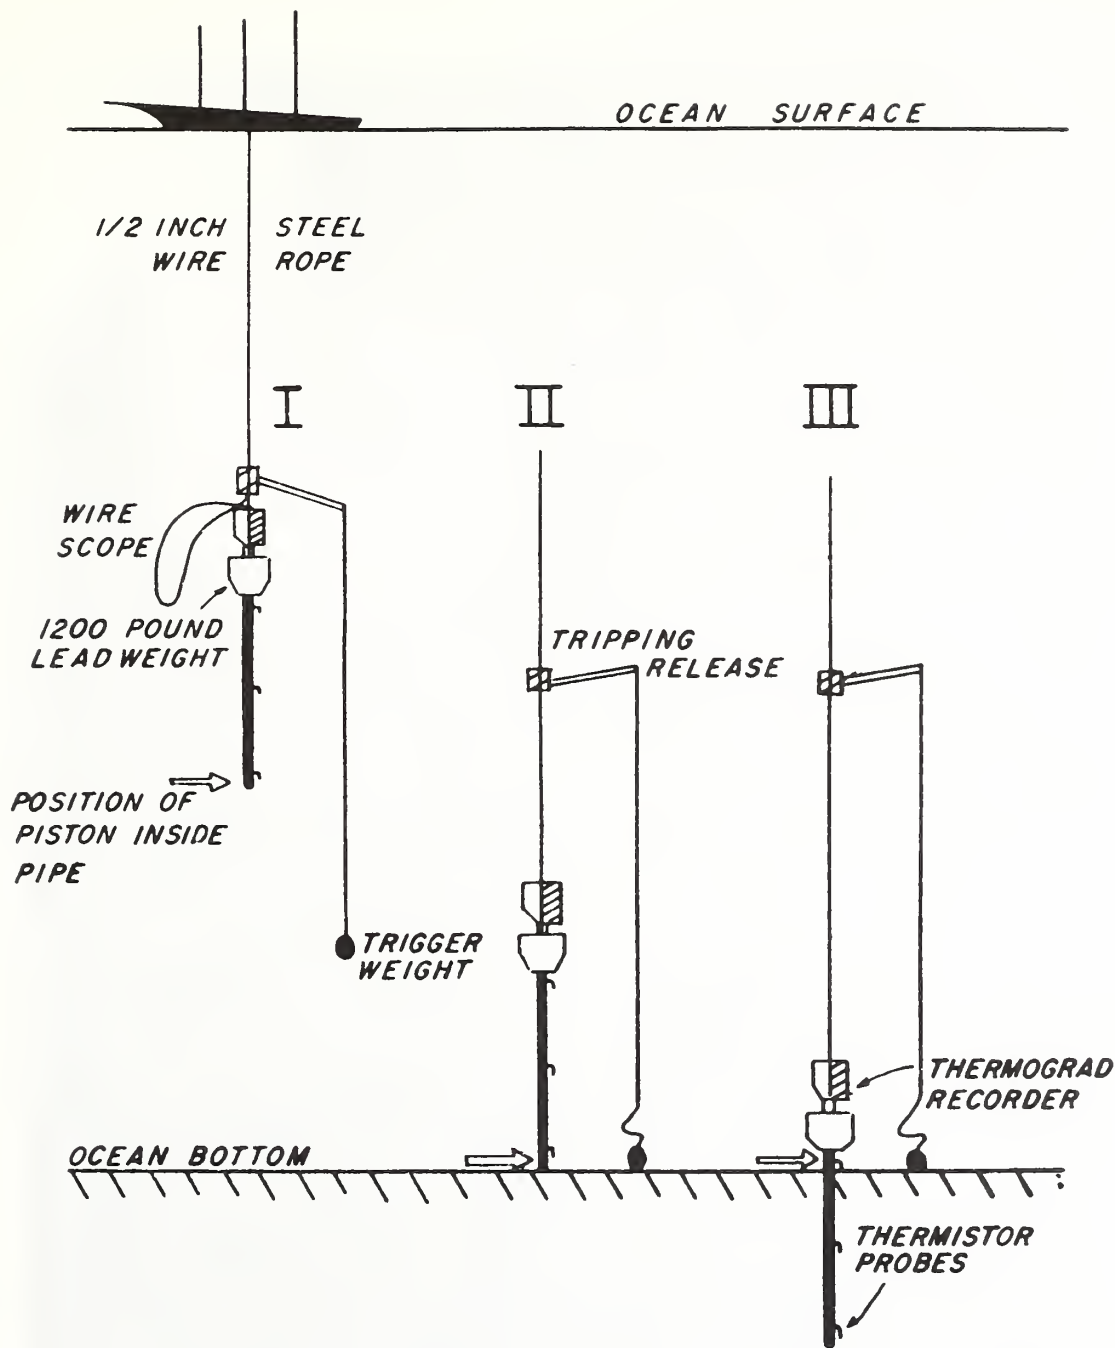 OCEAN SURFACE
1/2 INCH STEEL
WIRE ROPE
I
II
III
WIRE
SCOPE
1200 POUND
LEAD WEIGHT
TRIPPING
RELEASE
POSITION OF
PISTON INSIDE
PIPE
TRIGGER
WEIGHT
THERMOGRAD
RECORDER
OCEAN BOTTOM
THERMISTOR
PROBES